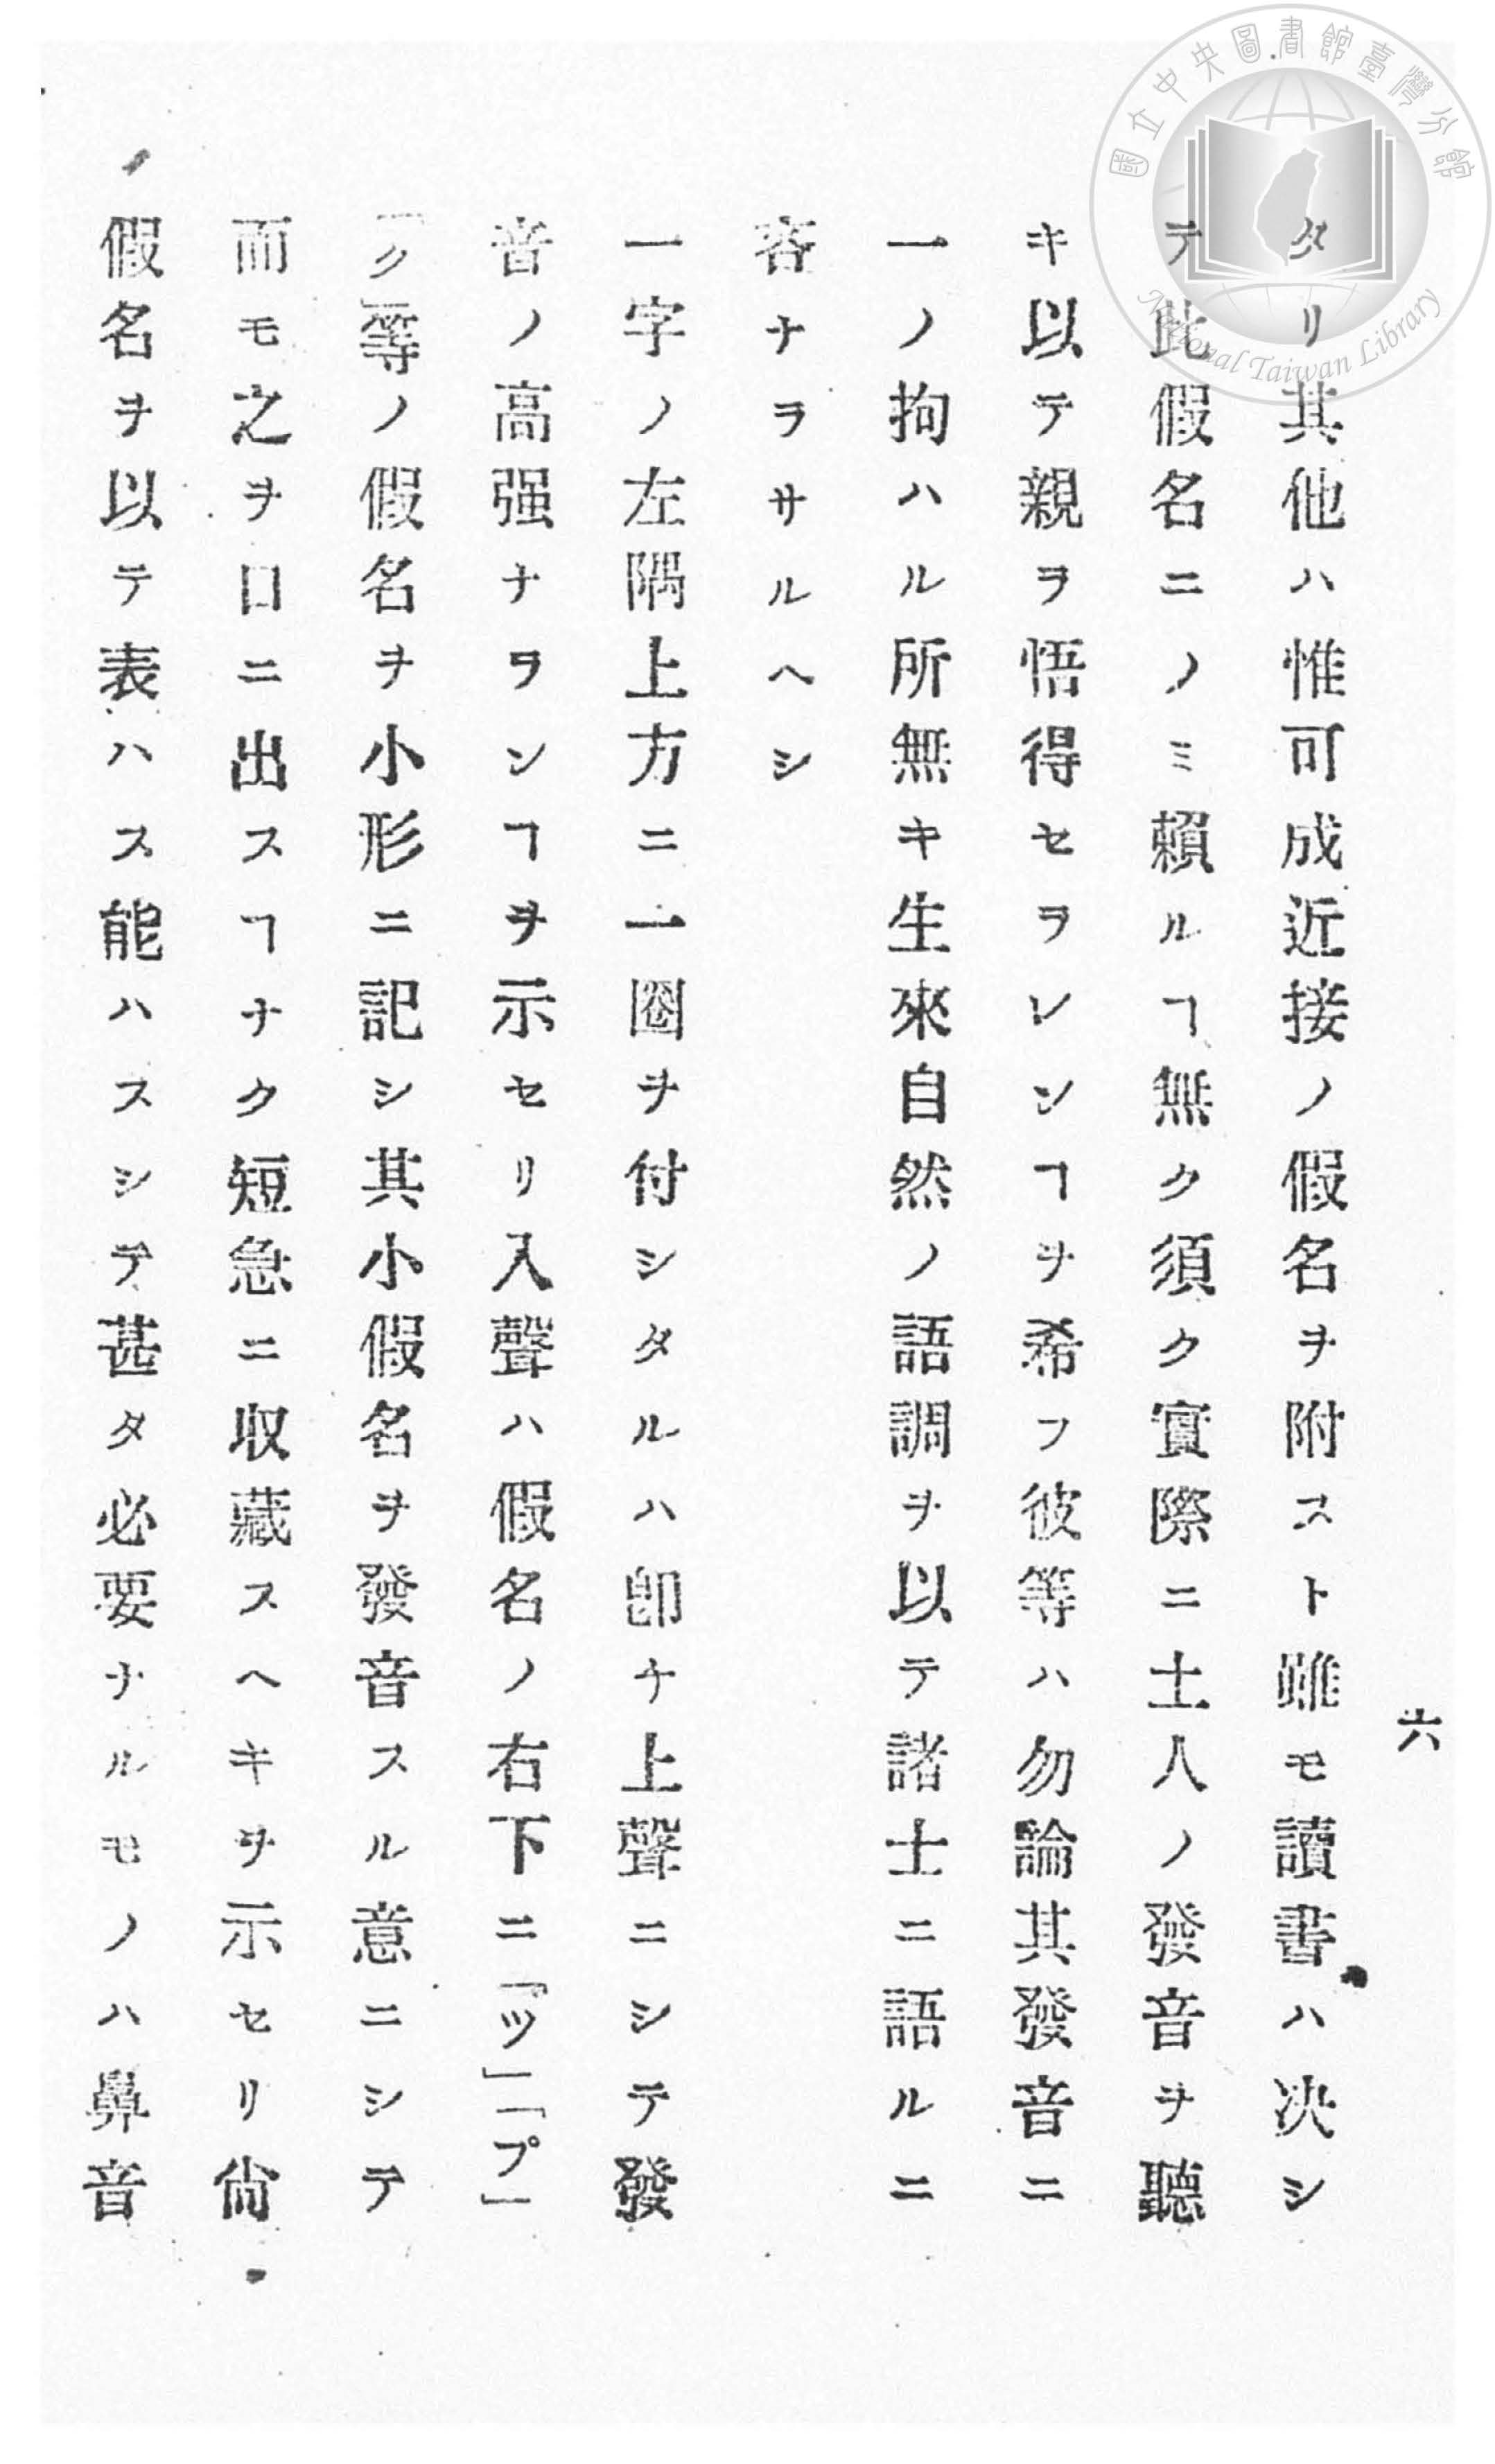 國立中央圖書館臺灣分館
National Taiwan Library
六
タリ其他ハ惟可成近接ノ假名ヲ附スト雖モ讀書ハ决シ
テ此假名ニノミ賴ルヿ無ク須ク實際ニ土人ノ發音ヲ聽
キ以テ親ヲ悟得セラレンヿヲ希フ彼等ハ勿論其發音ニ
一ノ拘ハル所無キ生來自然ノ語調ヲ以テ諸士ニ語ルニ
吝ナラサルヘシ
一字ノ左隅上方ニ一圏ヲ付シタルハ卽チ上聲ニシテ發
音ノ高强ナヲンヿヲ示セリ入聲ハ假名ノ右下ニ「ツ」「プ」
「ク」等ノ假名ヲ小形ニ記シ其小假名ヲ發音スル意ニシテ
而モ之ヲ口ニ出スヿナク短急ニ收藏スヘキヲ示セリ尙
假名ヲ以テ表ハス能ハスシテ甚タ必要ナルモノハ鼻音